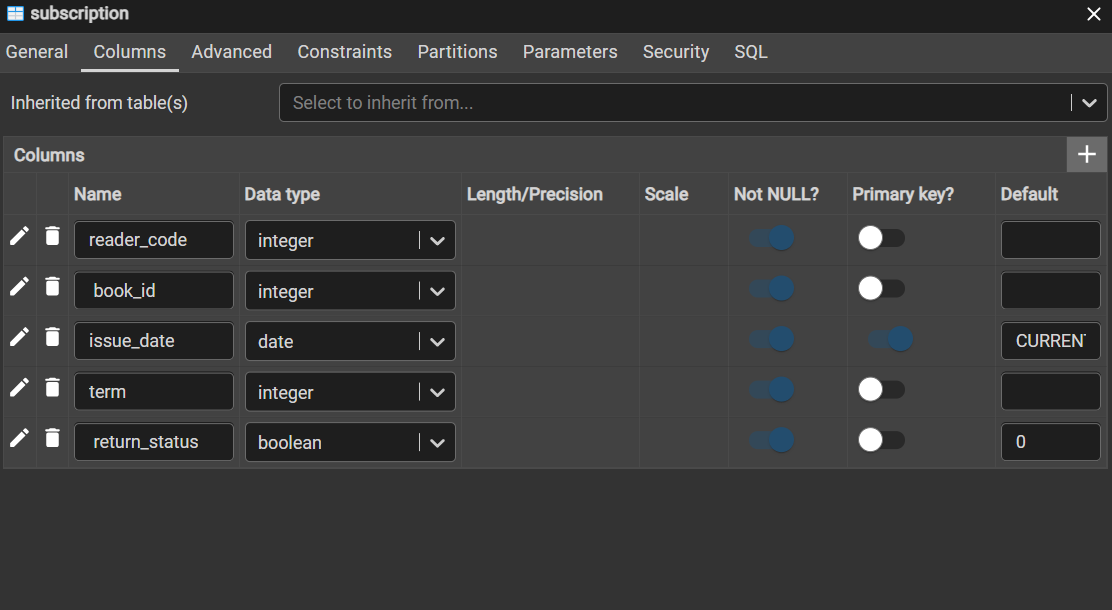 subscription
General Columns Advanced Constraints Partitions Parameters Security SQL
Inherited from table(s) Select to inherit from...
Columns
Name Data type Length/Precision Scale Not NULL? Primary key? Default
reader_code integer
book_id integer
issue_date date CURREN
term integer
return_status boolean 0